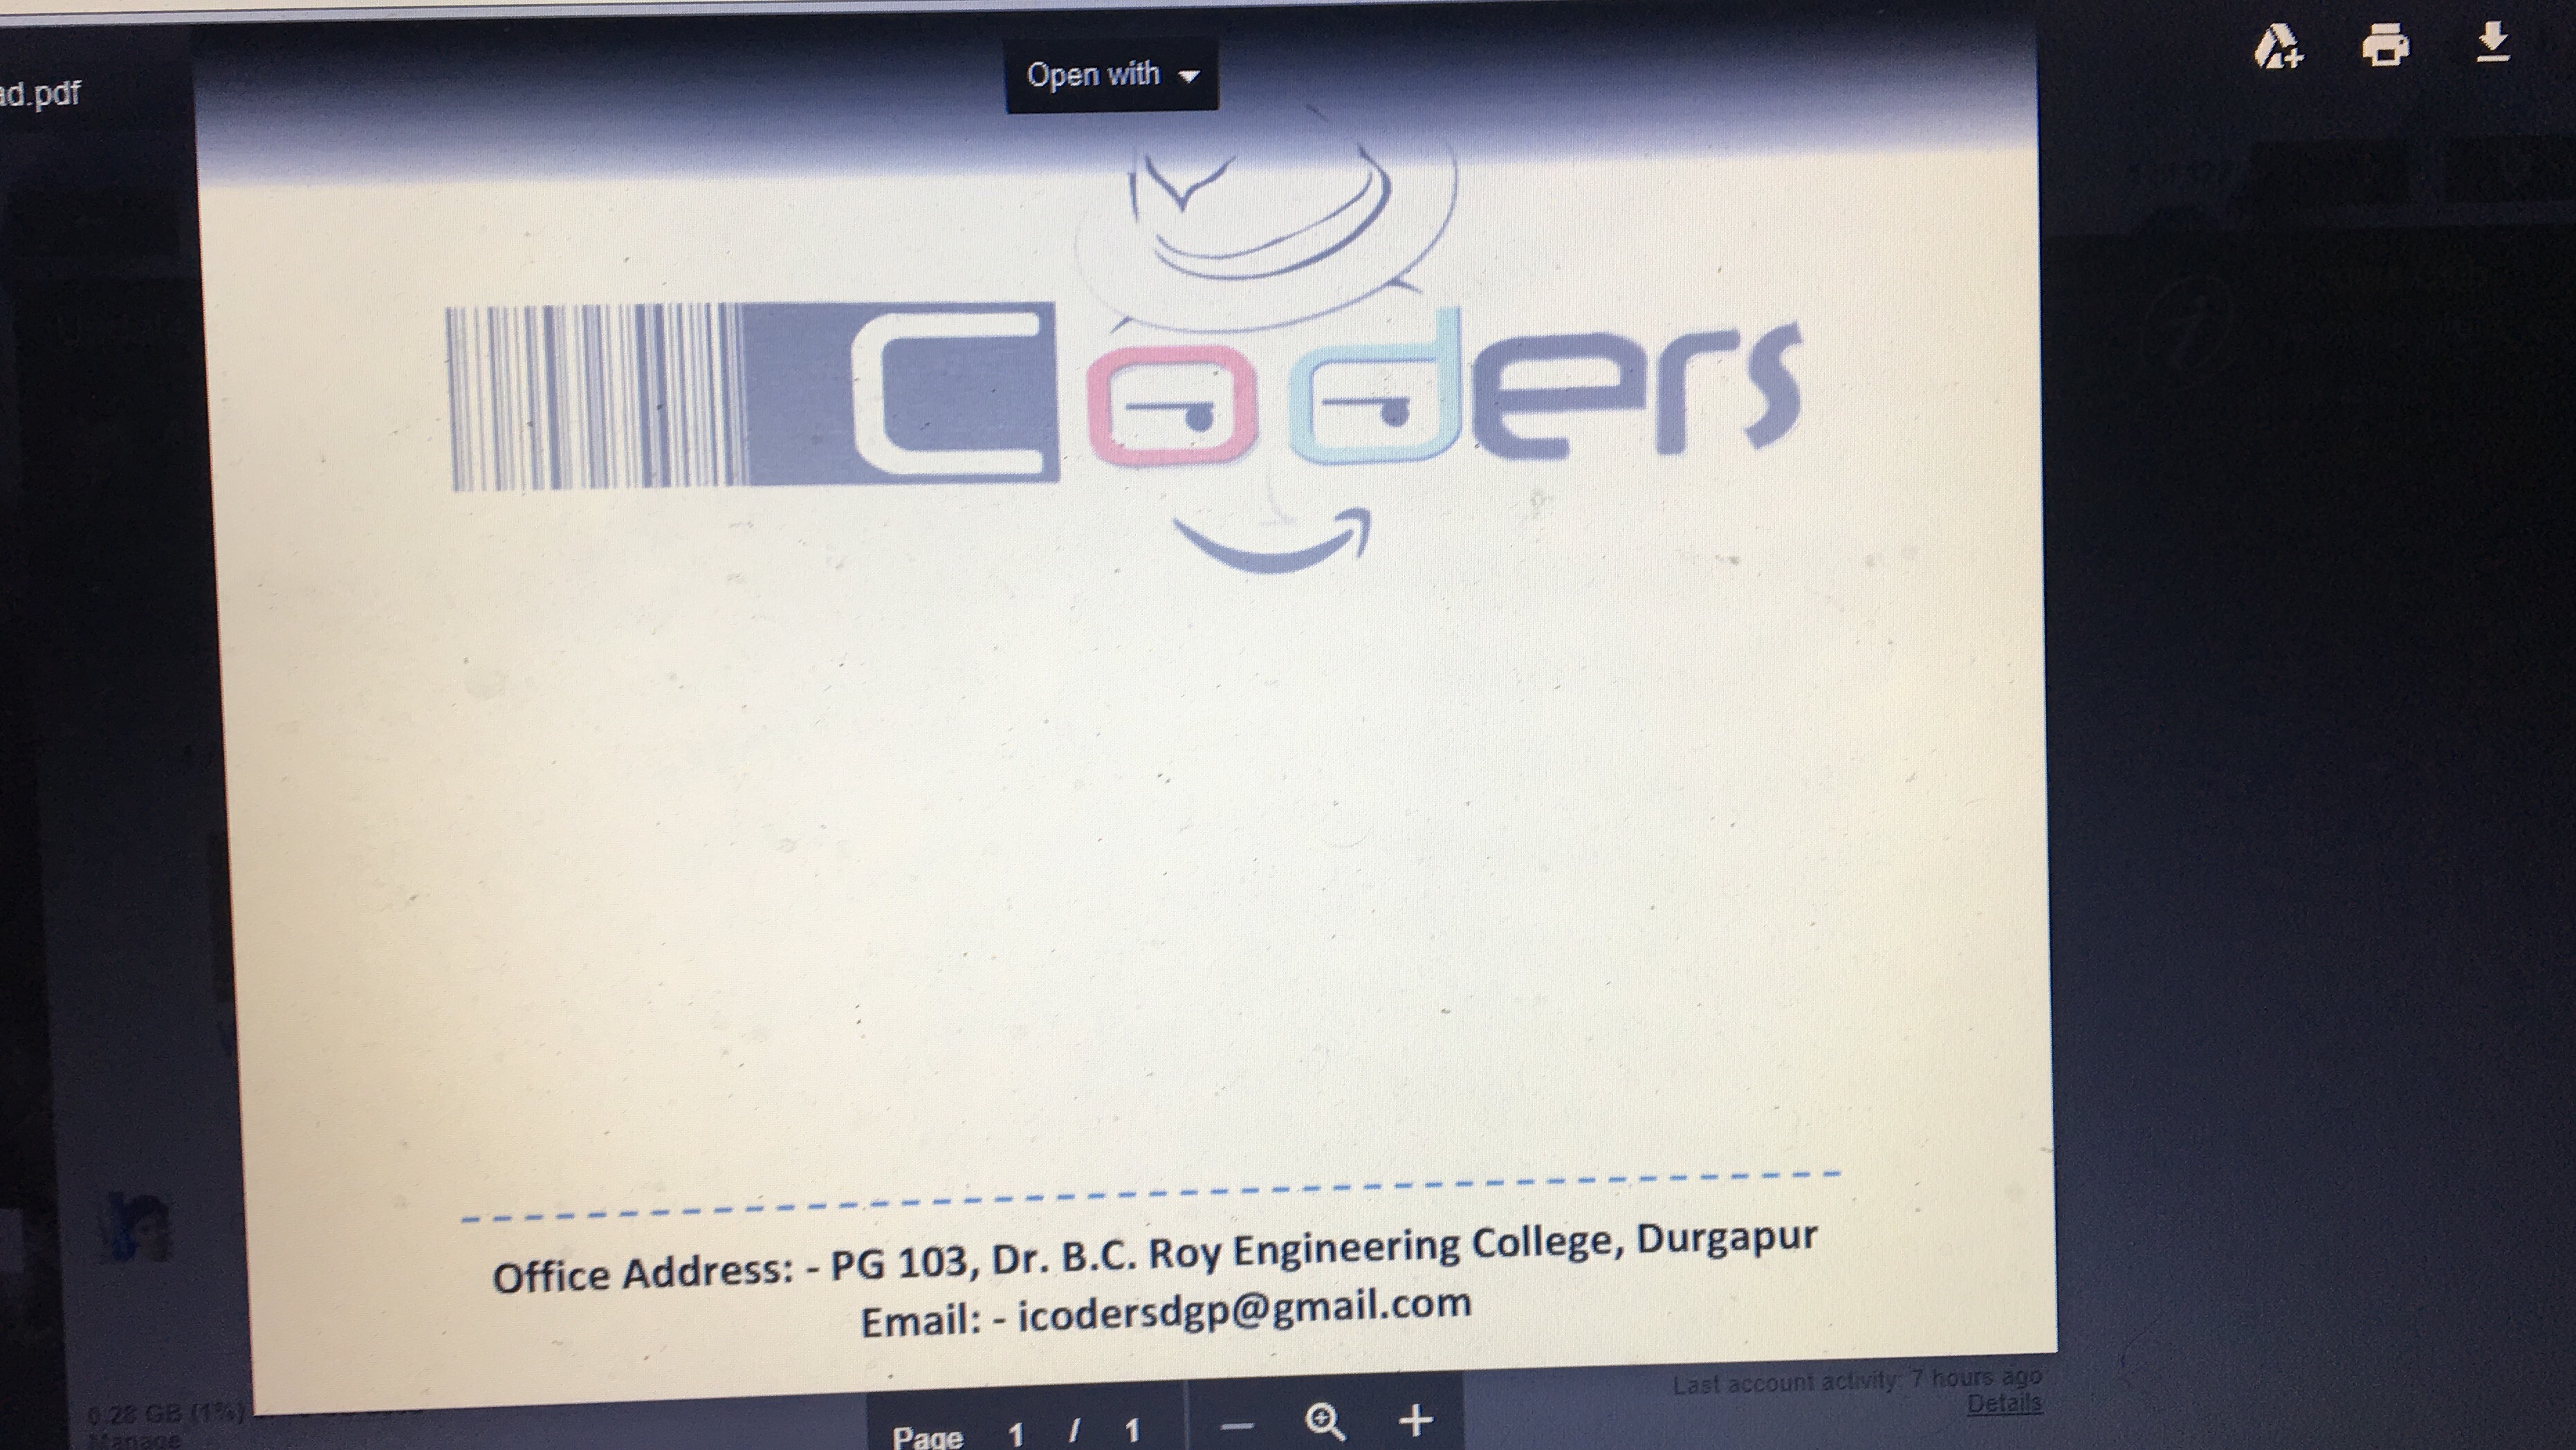 ad.pdf
Open with
Coders
Office Address: - PG 103, Dr. B.C. Roy Engineering College, Durgapur
Email: - icodersdgp@gmail.com
Last account activity: 7 hours ago
Details
0.28 GB (1%)
Manage
Page 1 / 1